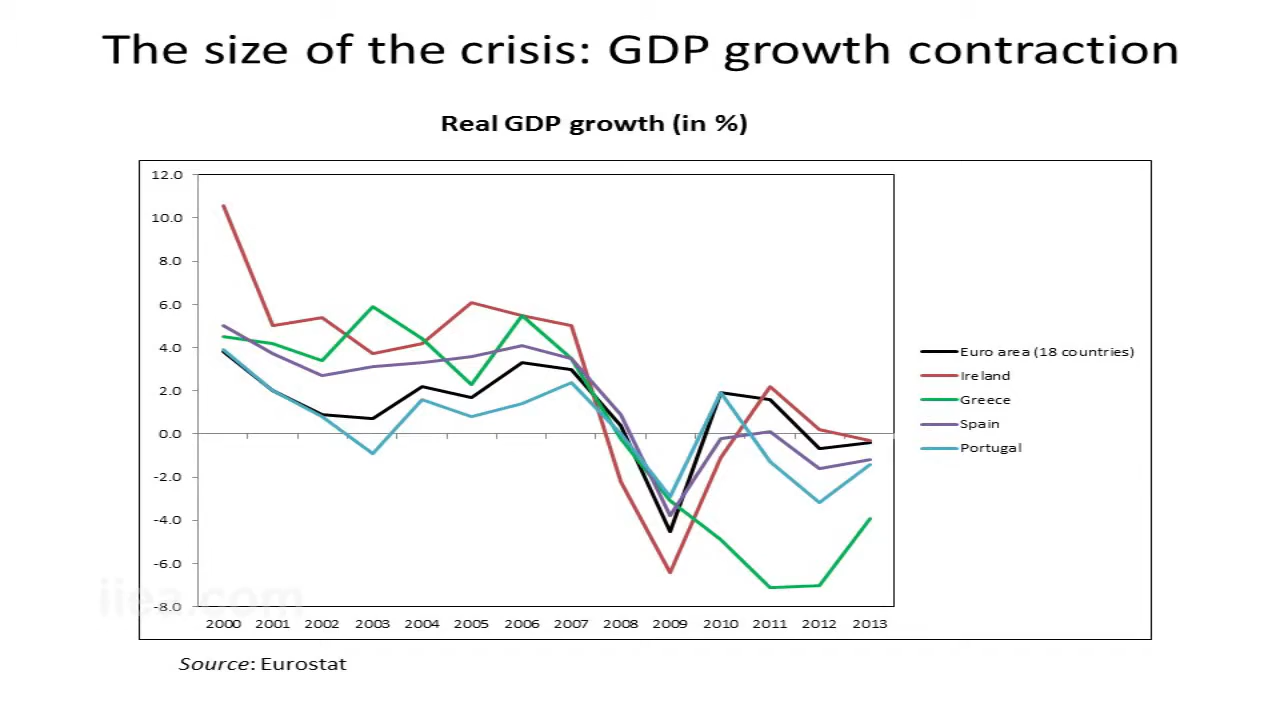 The size of the crisis: GDP growth contraction
Real GDP growth (in %)
12.0
10.0
8.0
6.0
4.0
2.0
0.0
-2.0
-4.0
-6.0
-8.0
2000 2001 2002 2003 2004 2005 2006 2007 2008 2009 2010 2011 2012 2013
Euro area (18 countries)
Ireland
Greece
Spain
Portugal
iiea.com
Source: Eurostat